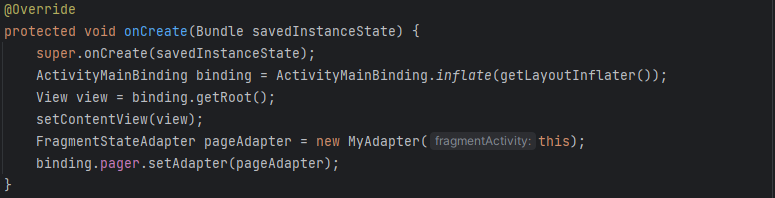 @Override
protected void onCreate(Bundle savedInstanceState) {
super.onCreate(savedInstanceState);
ActivityMainBinding binding = ActivityMainBinding.inflate(getLayoutInflater());
View view = binding.getRoot();
setContentView(view);
FragmentStateAdapter pageAdapter = new MyAdapter( fragmentActivity: this);
binding.pager.setAdapter(pageAdapter);
}